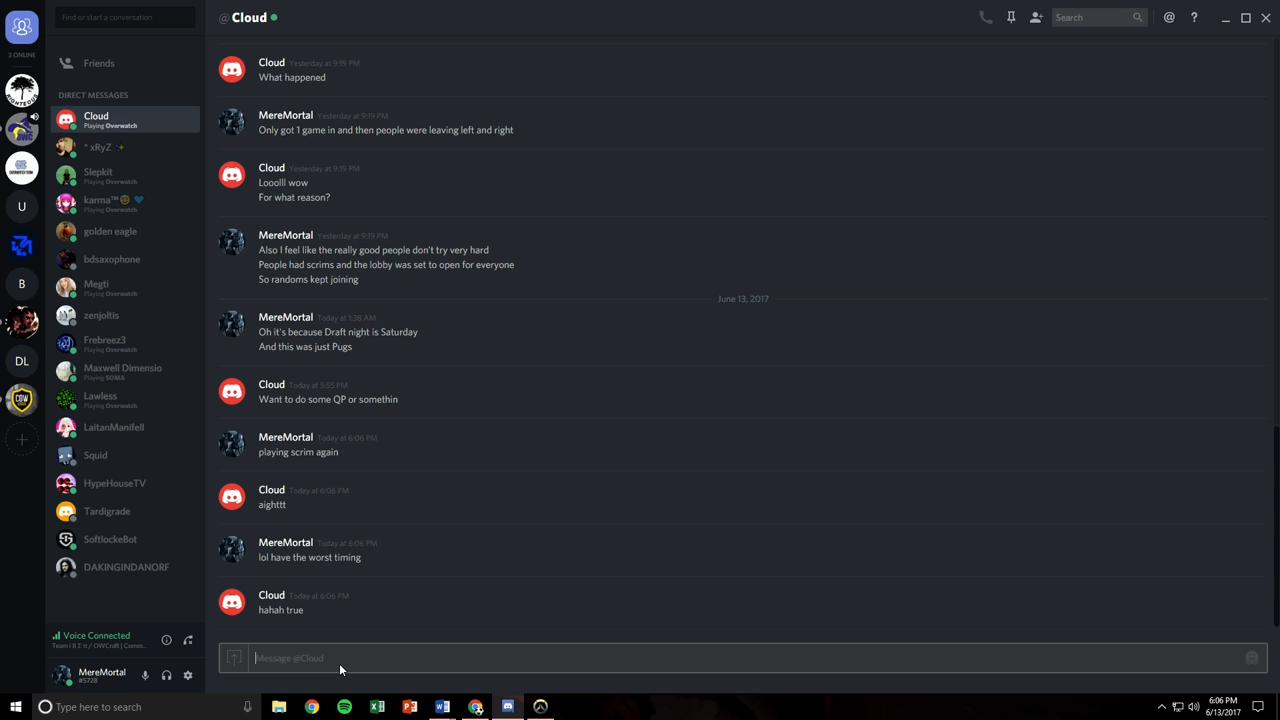 Find or start a conversation
@Cloud
Search
3 ONLINE
Friends
DIRECT MESSAGES
Cloud
Playing Overwatch
* xRyZ
Slepkit
Playing Overwatch
karma™
Playing Overwatch
golden eagle
bdsaxophone
Megti
Playing Overwatch
zenjoltis
Frebreez3
Playing Overwatch
Maxwell Dimensio
Playing SOMA
Lawless
Playing Overwatch
LaitanManifell
Squid
HypeHouseTV
Tardigrade
SoftlockeBot
DAKINGINDANORF
RIGHTEOUS
U
B
DL
COW
Voice Connected
MereMortal
#5728
Cloud Yesterday at 9:19 PM
What happened
MereMortal Yesterday at 9:19 PM
Only got 1 game in and then people were leaving left and right
Cloud Yesterday at 9:19 PM
Looolll wow
For what reason?
MereMortal Yesterday at 9:19 PM
Also I feel like the really good people don't try very hard
People had scrims and the lobby was set to open for everyone
So randoms kept joining
June 13, 2017
MereMortal Today at 1:38 AM
Oh it's because Draft night is Saturday
And this was just Pugs
Cloud Today at 5:55 PM
Want to do some QP or somethin
MereMortal Today at 6:06 PM
playing scrim again
Cloud Today at 6:06 PM
aighttt
MereMortal Today at 6:06 PM
lol have the worst timing
Cloud Today at 6:06 PM
hahah true
Message @Cloud
Type here to search
6:06 PM
6/13/2017